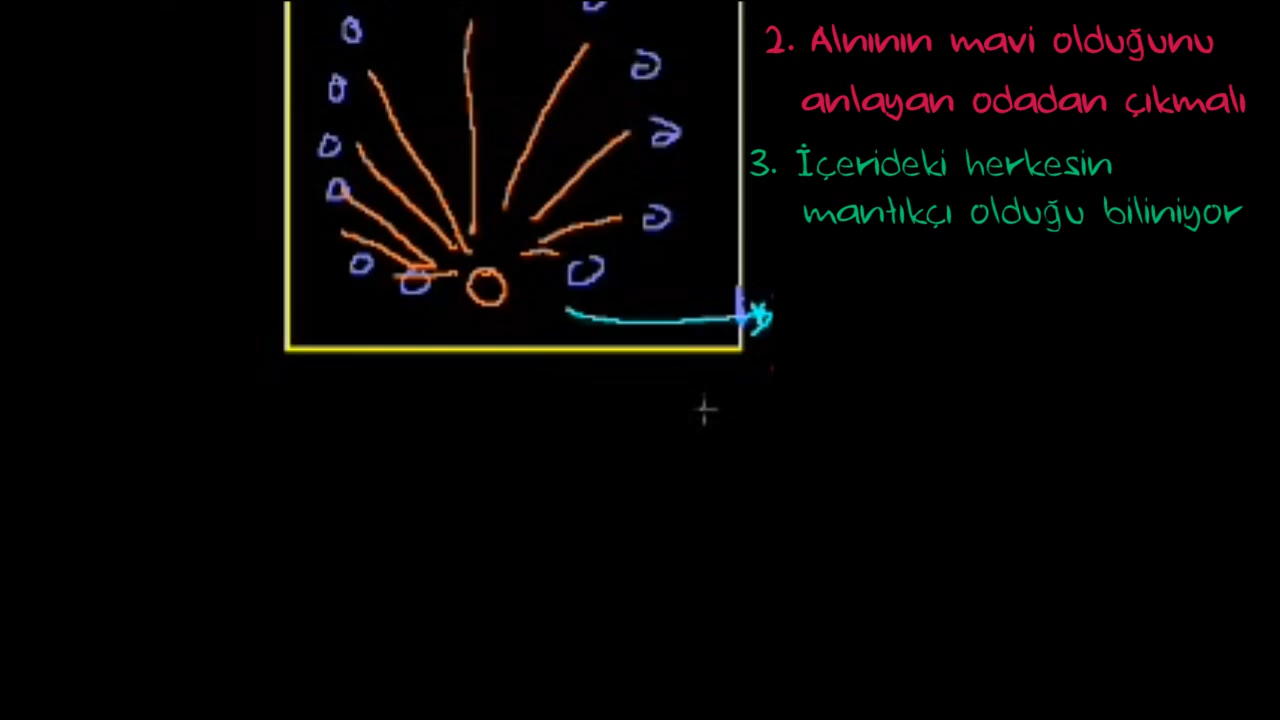 2. Alnının mavi olduğunu
anlayan odadan çıkmalı
3. İçerideki herkesin
mantıkçı olduğu biliniyor